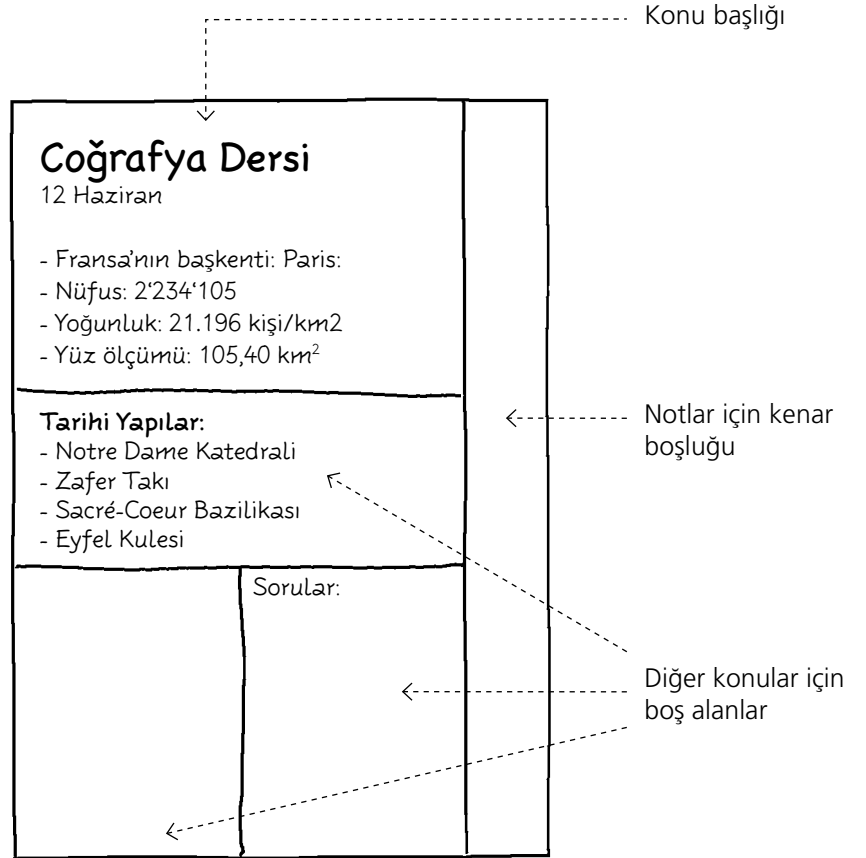 Konu başlığı
Coğrafya Dersi
12 Haziran
- Fransa’nın başkenti: Paris:
- Nüfus: 2‘234‘105
- Yoğunluk: 21.196 kişi/km2
- Yüz ölçümü: 105,40 km²
Tarihi Yapılar:
- Notre Dame Katedrali
- Zafer Takı
- Sacré-Coeur Bazilikası
- Eyfel Kulesi
Notlar için kenar
boşluğu
Sorular:
Diğer konular için
boş alanlar